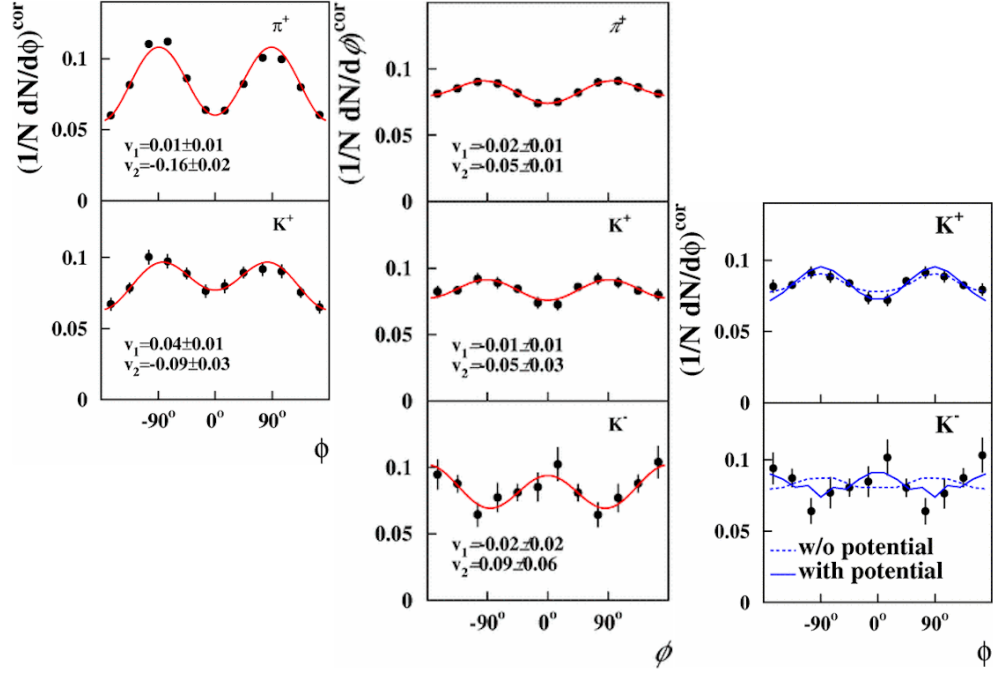 (1/N dN/dϕ)^cor
π⁺
0.1
0.05
0
v₁=0.01±0.01
v₂=-0.16±0.02
K⁺
0.1
0.05
0
v₁=0.04±0.01
v₂=-0.09±0.03
-90° 0° 90°
ϕ
(1/N dN/dϕ)^cor
π⁺
0.1
0.05
0
v₁=-0.02±0.01
v₂=-0.05±0.01
K⁺
0.1
0.05
0
v₁=-0.01±0.01
v₂=-0.05±0.03
K⁻
0.1
0.05
0
v₁=-0.02±0.02
v₂=0.09±0.06
-90° 0° 90°
ϕ
(1/N dN/dϕ)^cor
K⁺
0.1
0.05
0
K⁻
0.1
0.05
0
w/o potential
with potential
-90° 0° 90°
ϕ